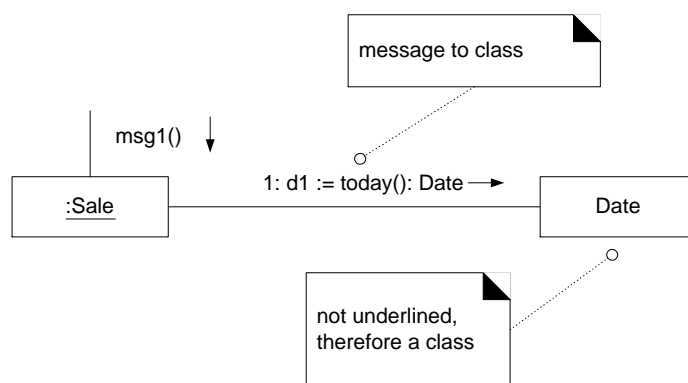 message to class
msg1()
1: d1 := today(): Date
:Sale
Date
not underlined,
therefore a class